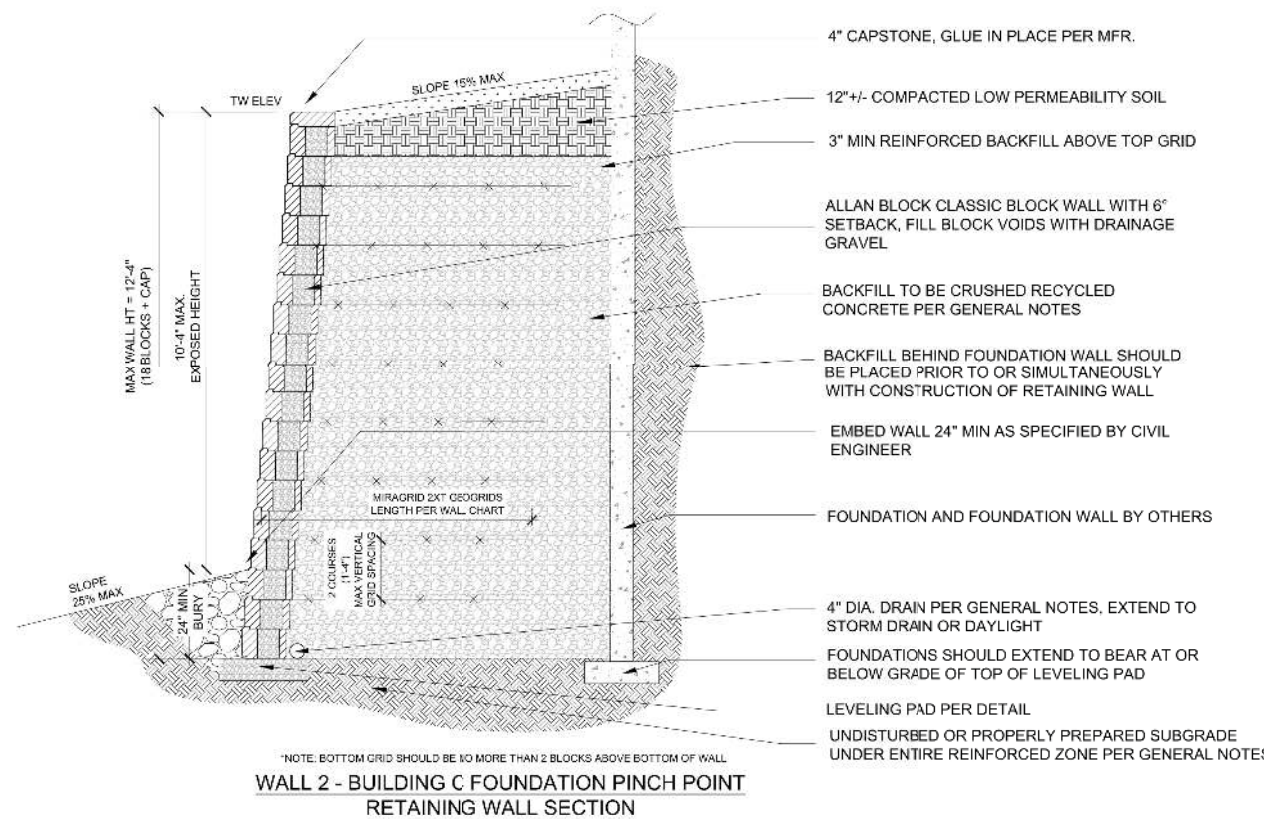 4" CAPSTONE, GLUE IN PLACE PER MFR.
SLOPE 15% MAX
TW ELEV
12"+/- COMPACTED LOW PERMEABILITY SOIL
3" MIN REINFORCED BACKFILL ABOVE TOP GRID
ALLAN BLOCK CLASSIC BLOCK WALL WITH 6°
SETBACK, FILL BLOCK VOIDS WITH DRAINAGE
GRAVEL
MAX WALL HT = 12'-4"
(18 BLOCKS + CAP)
10'-4" MAX.
EXPOSED HEIGHT
BACKFILL TO BE CRUSHED RECYCLED
CONCRETE PER GENERAL NOTES
BACKFILL BEHIND FOUNDATION WALL SHOULD
BE PLACED PRIOR TO OR SIMULTANEOUSLY
WITH CONSTRUCTION OF RETAINING WALL
EMBED WALL 24" MIN AS SPECIFIED BY CIVIL
ENGINEER
MIRAGRID 2XT GEOGRIDS
LENGTH PER WALL CHART
FOUNDATION AND FOUNDATION WALL BY OTHERS
2 COURSES
(1'-4")
MAX VERTICAL
GRID SPACING
SLOPE
25% MAX
24" MIN
BURY
4" DIA. DRAIN PER GENERAL NOTES. EXTEND TO
STORM DRAIN OR DAYLIGHT
FOUNDATIONS SHOULD EXTEND TO BEAR AT OR
BELOW GRADE OF TOP OF LEVELING PAD
LEVELING PAD PER DETAIL
UNDISTURBED OR PROPERLY PREPARED SUBGRADE
UNDER ENTIRE REINFORCED ZONE PER GENERAL NOTES
*NOTE: BOTTOM GRID SHOULD BE NO MORE THAN 2 BLOCKS ABOVE BOTTOM OF WALL
WALL 2 - BUILDING C FOUNDATION PINCH POINT
RETAINING WALL SECTION